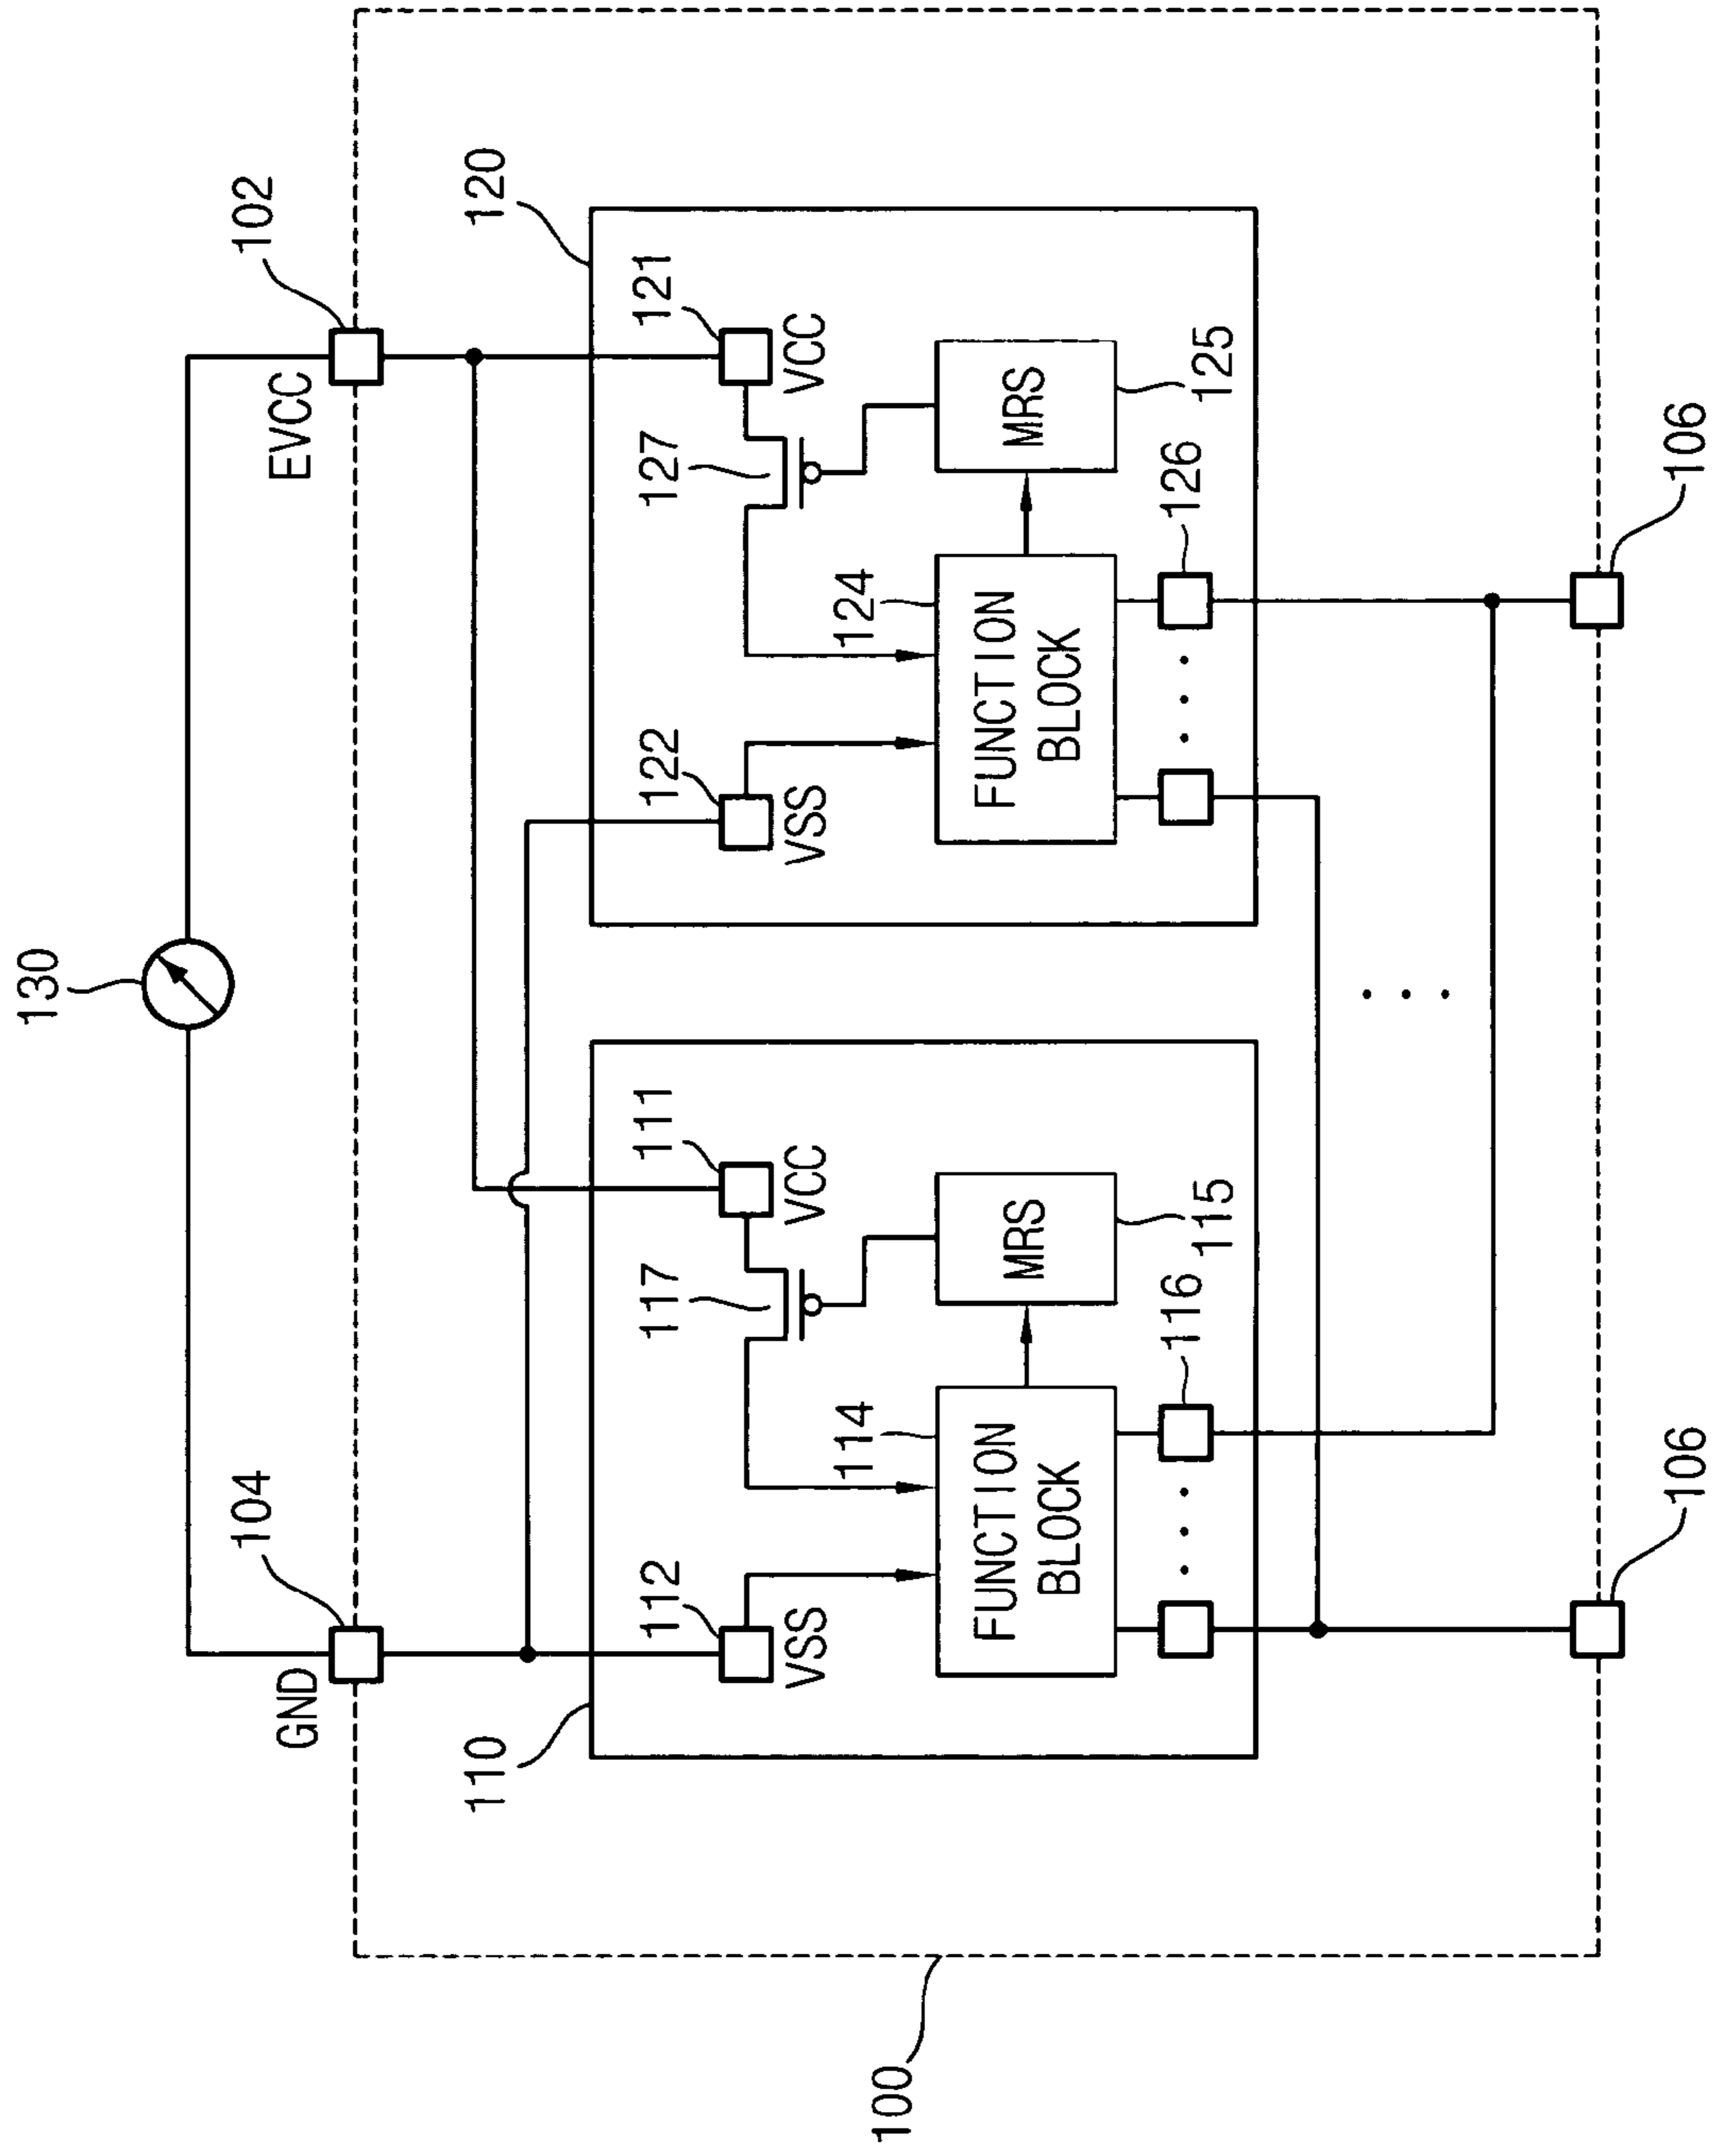 130
102
EVCC
104
GND
120
121
VCC
127
122
VSS
124
FUNCTION
BLOCK
MRS
125
126
110
111
VCC
117
112
VSS
114
FUNCTION
BLOCK
MRS
115
116
106
106
100